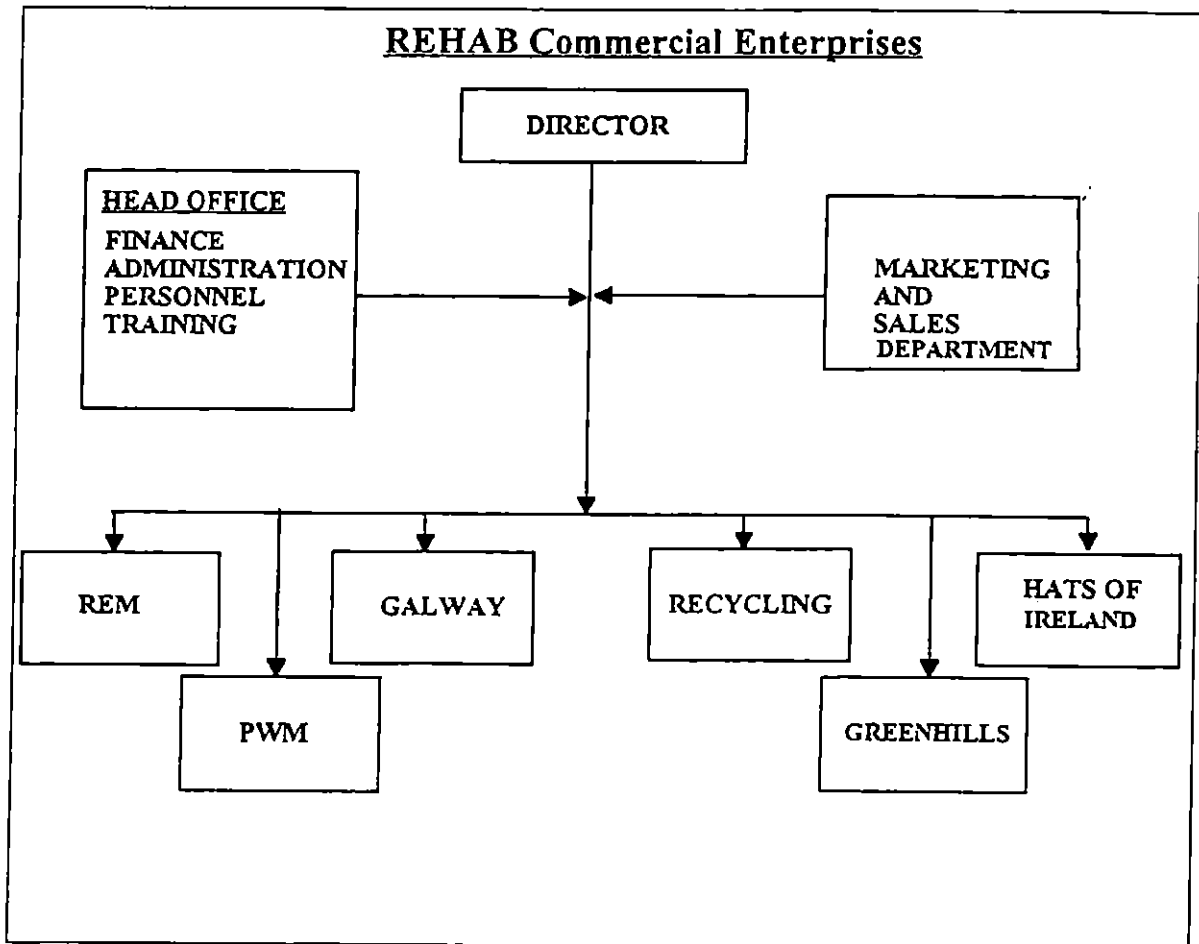 REHAB Commercial Enterprises
DIRECTOR
HEAD OFFICE
FINANCE
ADMINISTRATION
PERSONNEL
TRAINING
MARKETING
AND
SALES
DEPARTMENT
REM
GALWAY
RECYCLING
HATS OF
IRELAND
PWM
GREENHILLS